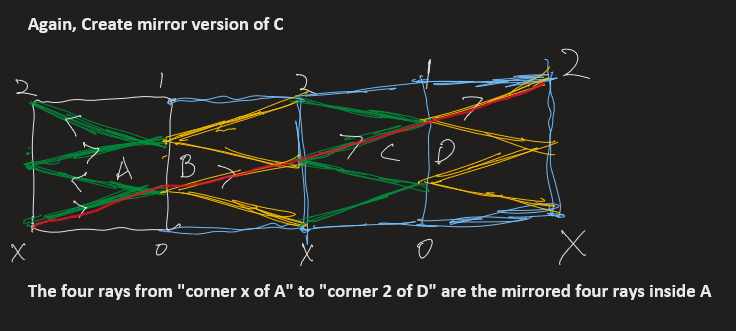 Again, Create mirror version of C
2 1 2 1 2
A B C D
X 0 X 0 X
The four rays from "corner x of A" to "corner 2 of D" are the mirrored four rays inside A